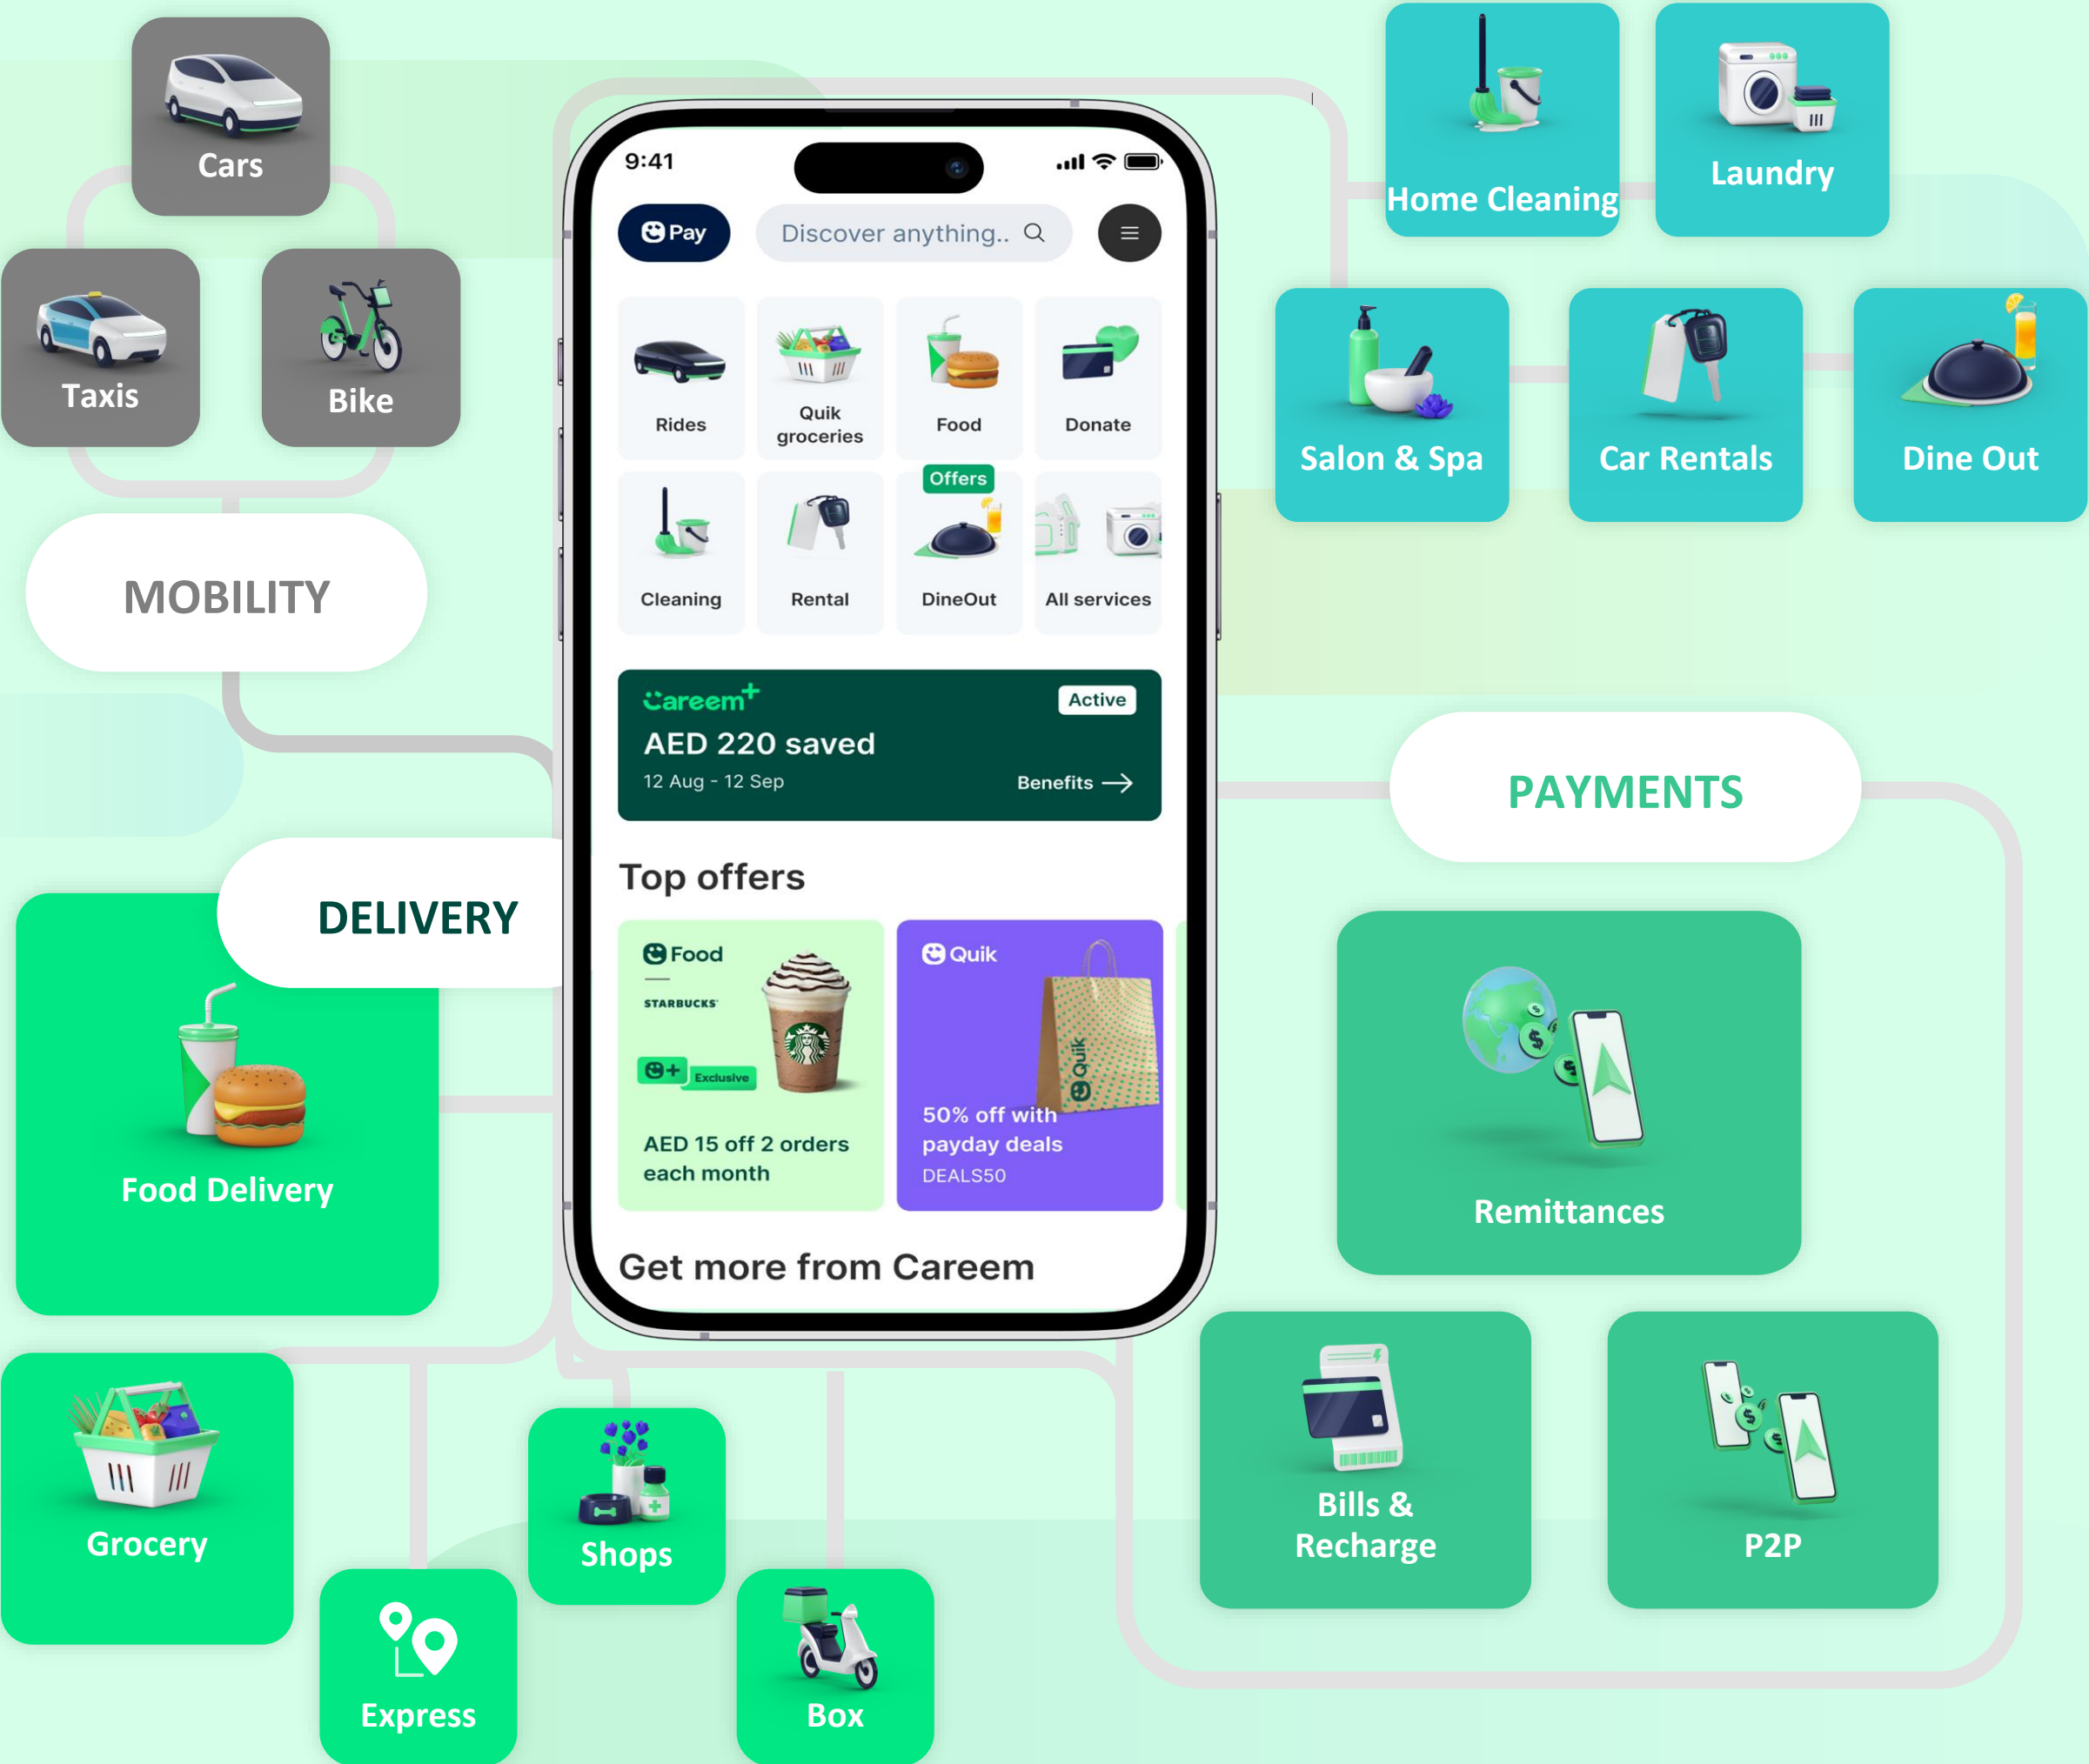 Cars
Taxis
Bike
MOBILITY
DELIVERY
Food Delivery
Grocery
Express
Shops
Box
9:41
Pay
Discover anything..
Rides
Quik
groceries
Food
Donate
Cleaning
Rental
Offers
DineOut
All services
Careem+
Active
AED 220 saved
12 Aug - 12 Sep
Benefits →
Top offers
Food
STARBUCKS
+ Exclusive
AED 15 off 2 orders
each month
Quik
Quik
50% off with
payday deals
DEALS50
Get more from Careem
Home Cleaning
Laundry
Salon & Spa
Car Rentals
Dine Out
PAYMENTS
Remittances
Bills &
Recharge
P2P